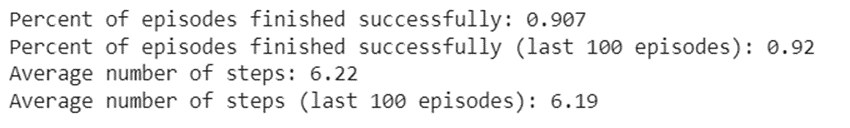 Percent of episodes finished successfully: 0.907
Percent of episodes finished successfully (last 100 episodes): 0.92
Average number of steps: 6.22
Average number of steps (last 100 episodes): 6.19